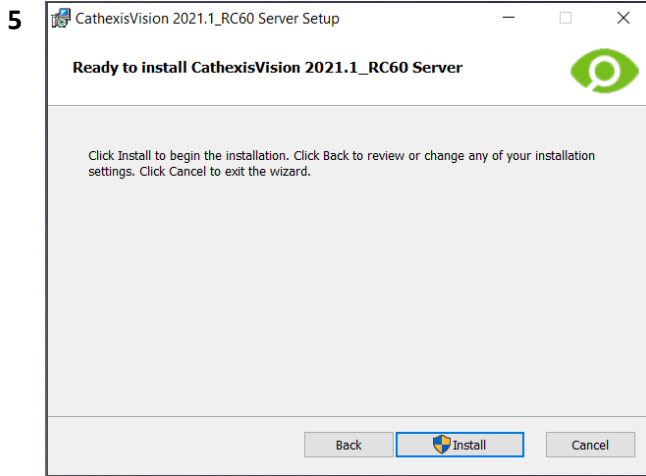 5
CathexisVision 2021.1_RC60 Server Setup
Ready to install CathexisVision 2021.1_RC60 Server
Click Install to begin the installation. Click Back to review or change any of your installation
settings. Click Cancel to exit the wizard.
Back Install Cancel